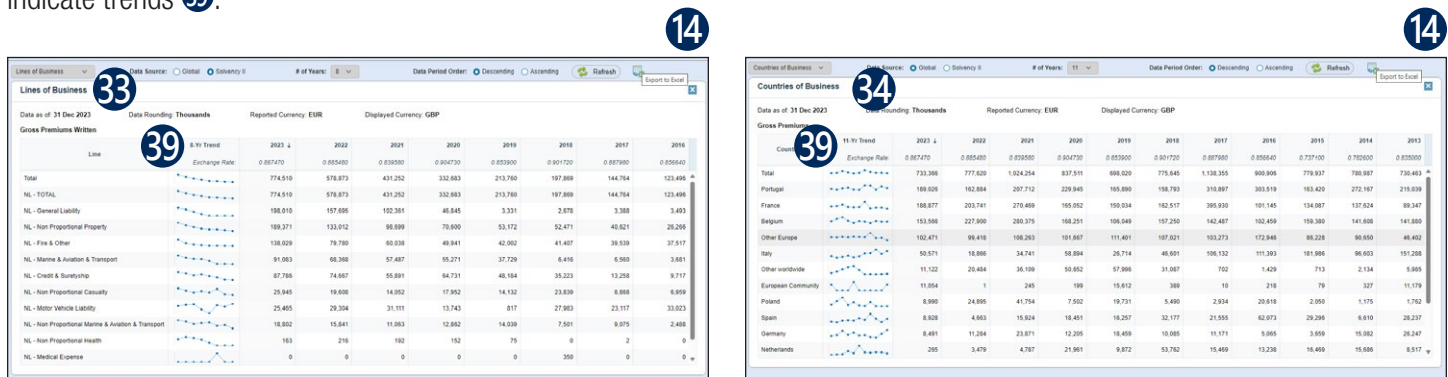 indicate trends 39.
14
14
Lines of Business Data Source: Global Solvency II # of Years: 8 Data Period Order: Descending Ascending Refresh
Export to Excel
Lines of Business 33
Data as of: 31 Dec 2023 Data Rounding: Thousands Reported Currency: EUR Displayed Currency: GBP
Gross Premiums Written
39
Line 8-Yr Trend 2023 ↓ 2022 2021 2020 2019 2018 2017 2016
Exchange Rate: 0.867470 0.885480 0.839580 0.904730 0.853900 0.901720 0.887980 0.856640
Total 774,510 578,873 431,252 332,683 213,760 197,869 144,764 123,496
NL - TOTAL 774,510 578,873 431,252 332,683 213,760 197,869 144,764 123,496
NL - General Liability 198,010 157,695 102,361 46,845 3,331 2,678 3,388 3,493
NL - Non Proportional Property 189,371 133,012 98,699 70,600 53,172 52,471 40,621 26,266
NL - Fire & Other 138,029 79,780 60,038 49,941 42,002 41,407 39,539 37,517
NL - Marine & Aviation & Transport 91,063 68,368 57,487 55,271 37,729 6,416 6,560 3,681
NL - Credit & Suretyship 87,786 74,667 55,891 64,731 48,184 35,223 13,258 9,717
NL - Non Proportional Casualty 25,945 19,608 14,052 17,952 14,132 23,839 8,868 6,959
NL - Motor Vehicle Liability 25,465 29,304 31,111 13,743 817 27,983 23,117 33,023
NL - Non Proportional Marine & Aviation & Transport 18,802 15,841 11,063 12,862 14,039 7,501 9,075 2,488
NL - Non Proportional Health 163 216 192 152 75 0 2 0
NL - Medical Expense 0 0 0 0 0 350 0 0
Countries of Business Data Source: Global Solvency II # of Years: 11 Data Period Order: Descending Ascending Refresh
Export to Excel
Countries of Business 34
Data as of: 31 Dec 2023 Data Rounding: Thousands Reported Currency: EUR Displayed Currency: GBP
Gross Premiums
39
11-Yr Trend 2023 ↓ 2022 2021 2020 2019 2018 2017 2016 2015 2014 2013
Exchange Rate: 0.867470 0.885480 0.839580 0.904730 0.853900 0.901720 0.887980 0.856640 0.737100 0.782600 0.835000
Total 733,366 777,620 1,024,254 837,511 698,020 775,645 1,138,355 900,906 779,937 780,987 730,463
Portugal 169,026 162,884 207,712 229,945 165,890 158,793 310,897 303,519 163,420 272,167 219,039
France 188,877 203,741 270,469 165,052 150,034 162,517 395,930 101,145 134,087 137,624 89,347
Belgium 153,566 227,900 280,375 168,251 106,049 157,250 142,487 102,459 159,380 141,606 141,880
Other Europe 102,471 99,418 108,263 101,667 111,401 107,021 103,273 172,946 86,228 90,650 46,402
Italy 50,571 18,866 34,741 58,894 26,714 46,601 106,132 111,393 181,986 96,603 151,288
Other worldwide 11,122 20,484 36,109 50,652 57,996 31,087 702 1,429 713 2,134 5,985
European Community 11,054 1 245 199 15,612 389 10 218 79 327 11,179
Poland 8,990 24,895 41,754 7,502 19,731 5,490 2,934 20,618 2,050 1,175 1,762
Spain 8,928 4,663 15,924 18,451 16,257 32,177 21,555 62,073 29,296 6,610 28,237
Germany 8,491 11,284 23,871 12,205 18,459 10,085 11,171 5,065 3,659 15,082 26,247
Netherlands 265 3,479 4,787 21,961 9,872 53,762 15,469 13,238 16,469 15,686 8,517